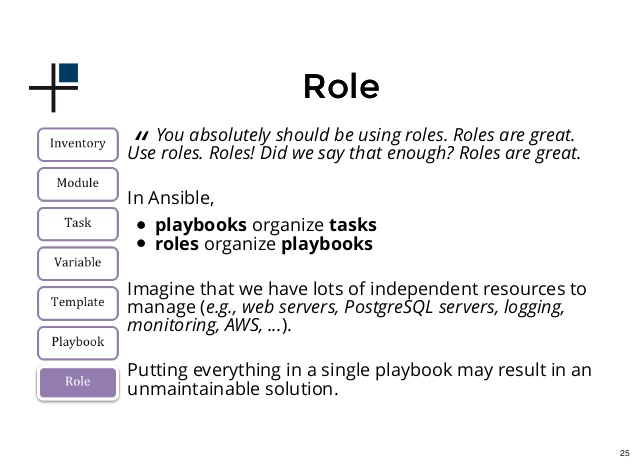 Role
Inventory
Module
Task
Variable
Template
Playbook
Role
“ You absolutely should be using roles. Roles are great.
Use roles. Roles! Did we say that enough? Roles are great.
In Ansible,
● playbooks organize tasks
● roles organize playbooks
Imagine that we have lots of independent resources to
manage (e.g., web servers, PostgreSQL servers, logging,
monitoring, AWS, ...).
Putting everything in a single playbook may result in an
unmaintainable solution.
25